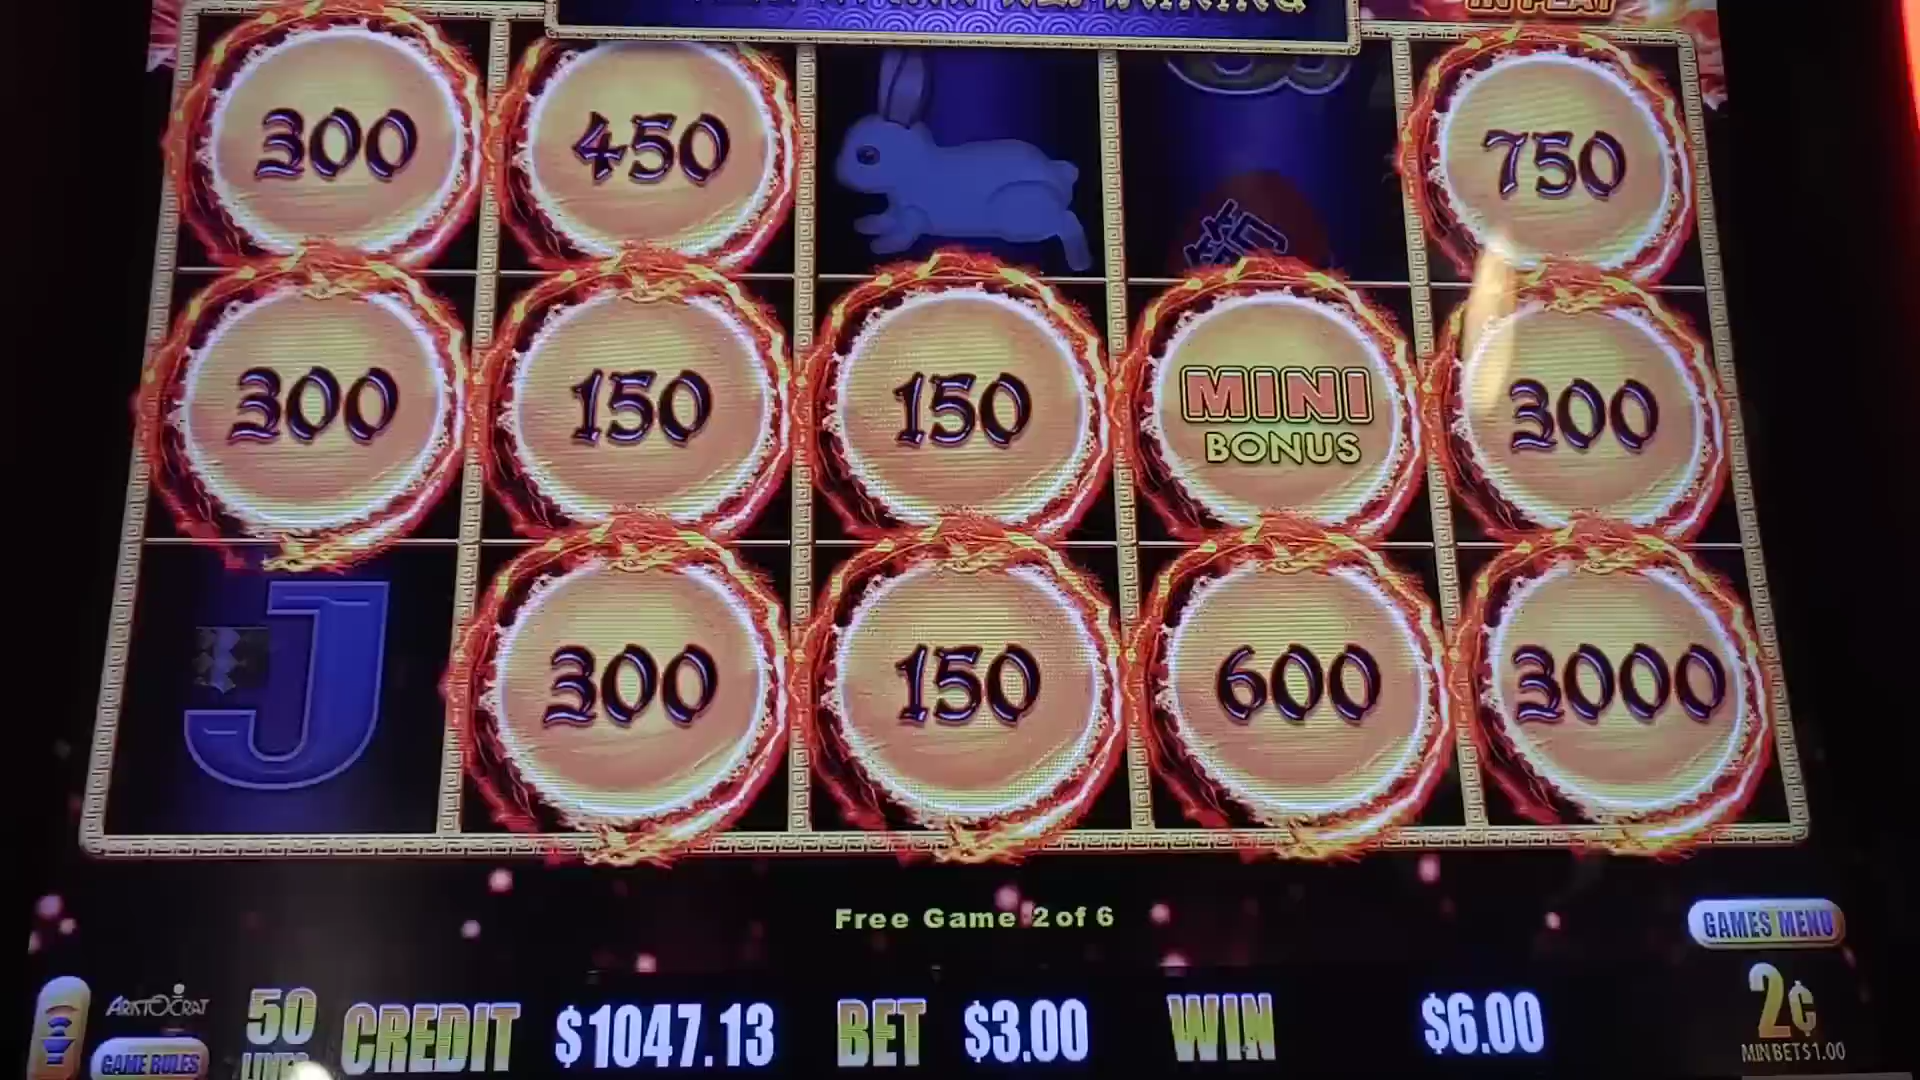 IN PLAY
300 450 750
300 150 150 MINI BONUS 300
J 300 150 600 3000
Free Game 2 of 6
GAMES MENU
ARISTOCRAT
GAME RULES
50 LINES
CREDIT $1047.13 BET $3.00 WIN $6.00
2¢
MIN BET $1.00